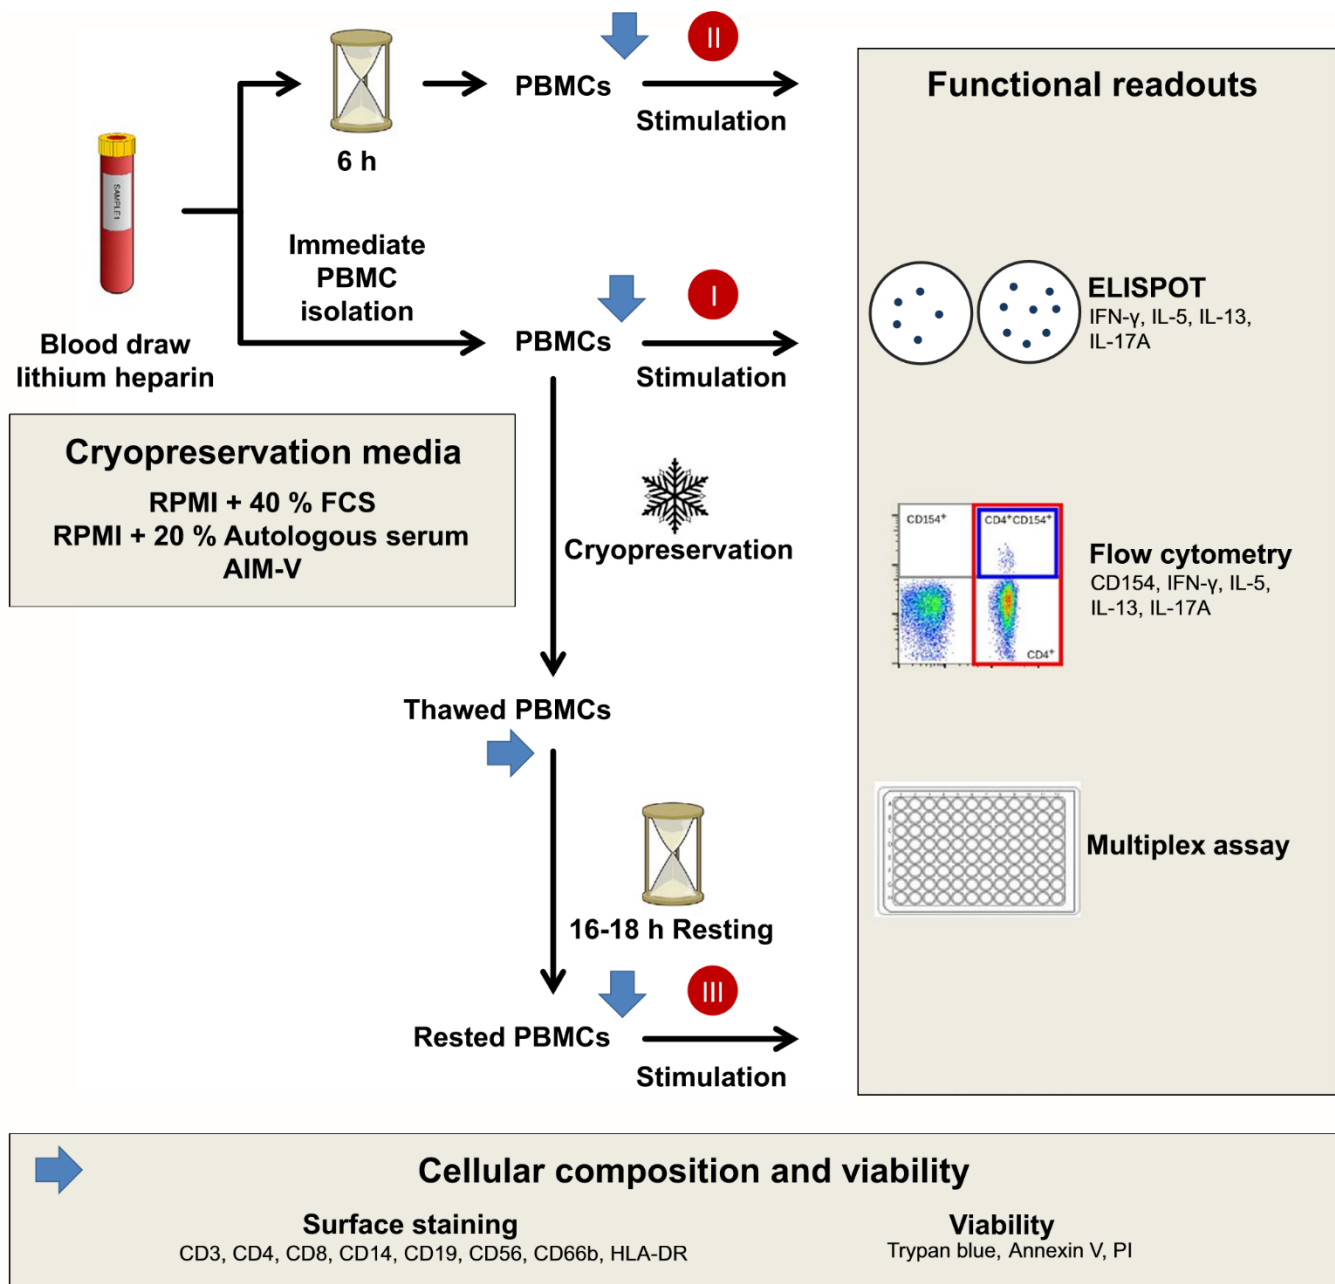 II
PBMCs
Stimulation
6 h
SAMPLE1
Immediate
PBMC
isolation
I
PBMCs
Stimulation
Blood draw
lithium heparin
Cryopreservation media
RPMI + 40 % FCS
RPMI + 20 % Autologous serum
AIM-V
Cryopreservation
Thawed PBMCs
16-18 h Resting
III
Rested PBMCs
Stimulation
Functional readouts
ELISPOT
IFN-γ, IL-5, IL-13,
IL-17A
CD154⁺
CD4⁺CD154⁺
CD4⁺
Flow cytometry
CD154, IFN-γ, IL-5,
IL-13, IL-17A
Multiplex assay
Cellular composition and viability
Surface staining
CD3, CD4, CD8, CD14, CD19, CD56, CD66b, HLA-DR
Viability
Trypan blue, Annexin V, PI